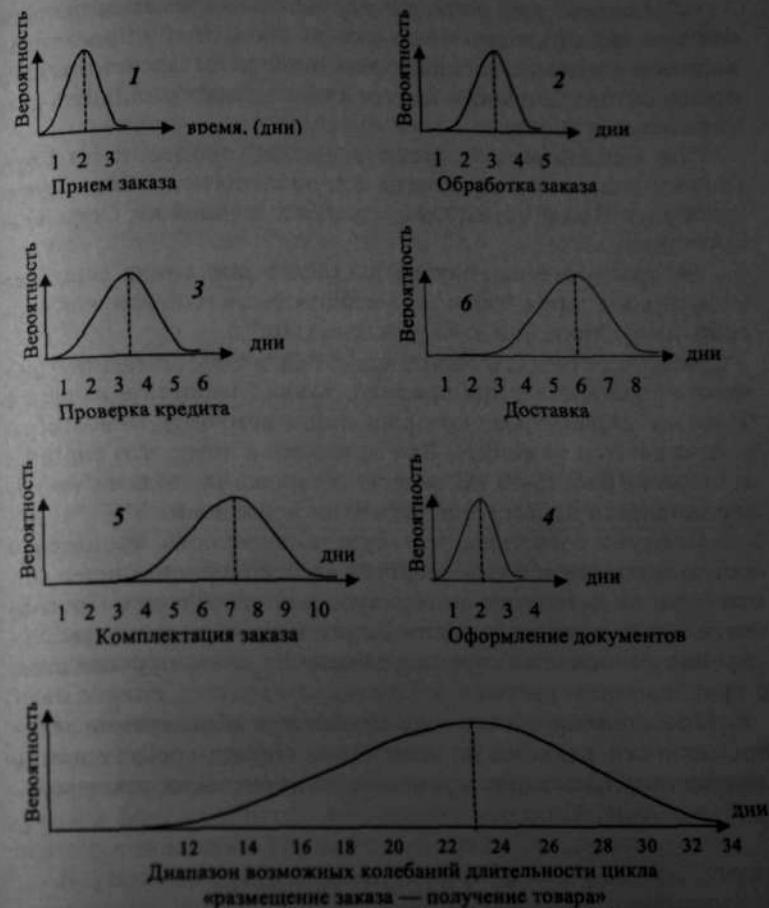 Вероятность
1
время, (дни)
1 2 3
Прием заказа
Вероятность
2
дни
1 2 3 4 5
Обработка заказа
Вероятность
3
дни
1 2 3 4 5 6
Проверка кредита
Вероятность
6
дни
1 2 3 4 5 6 7 8
Доставка
Вероятность
5
дни
1 2 3 4 5 6 7 8 9 10
Комплектация заказа
Вероятность
4
дни
1 2 3 4
Оформление документов
Вероятность
дни
12 14 16 18 20 22 24 26 28 30 32 34
Диапазон возможных колебаний длительности цикла
«размещение заказа — получение товара»